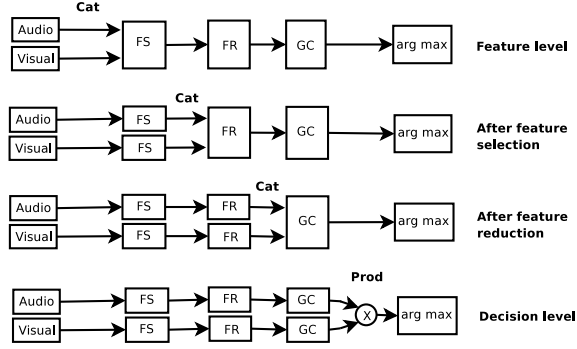 Cat
Audio
Visual
FS
FR
GC
arg max
Feature level
Cat
Audio
Visual
FS
FS
FR
GC
arg max
After feature
selection
Cat
Audio
Visual
FS
FS
FR
FR
GC
arg max
After feature
reduction
Prod
Audio
Visual
FS
FS
FR
FR
GC
GC
X
arg max
Decision level